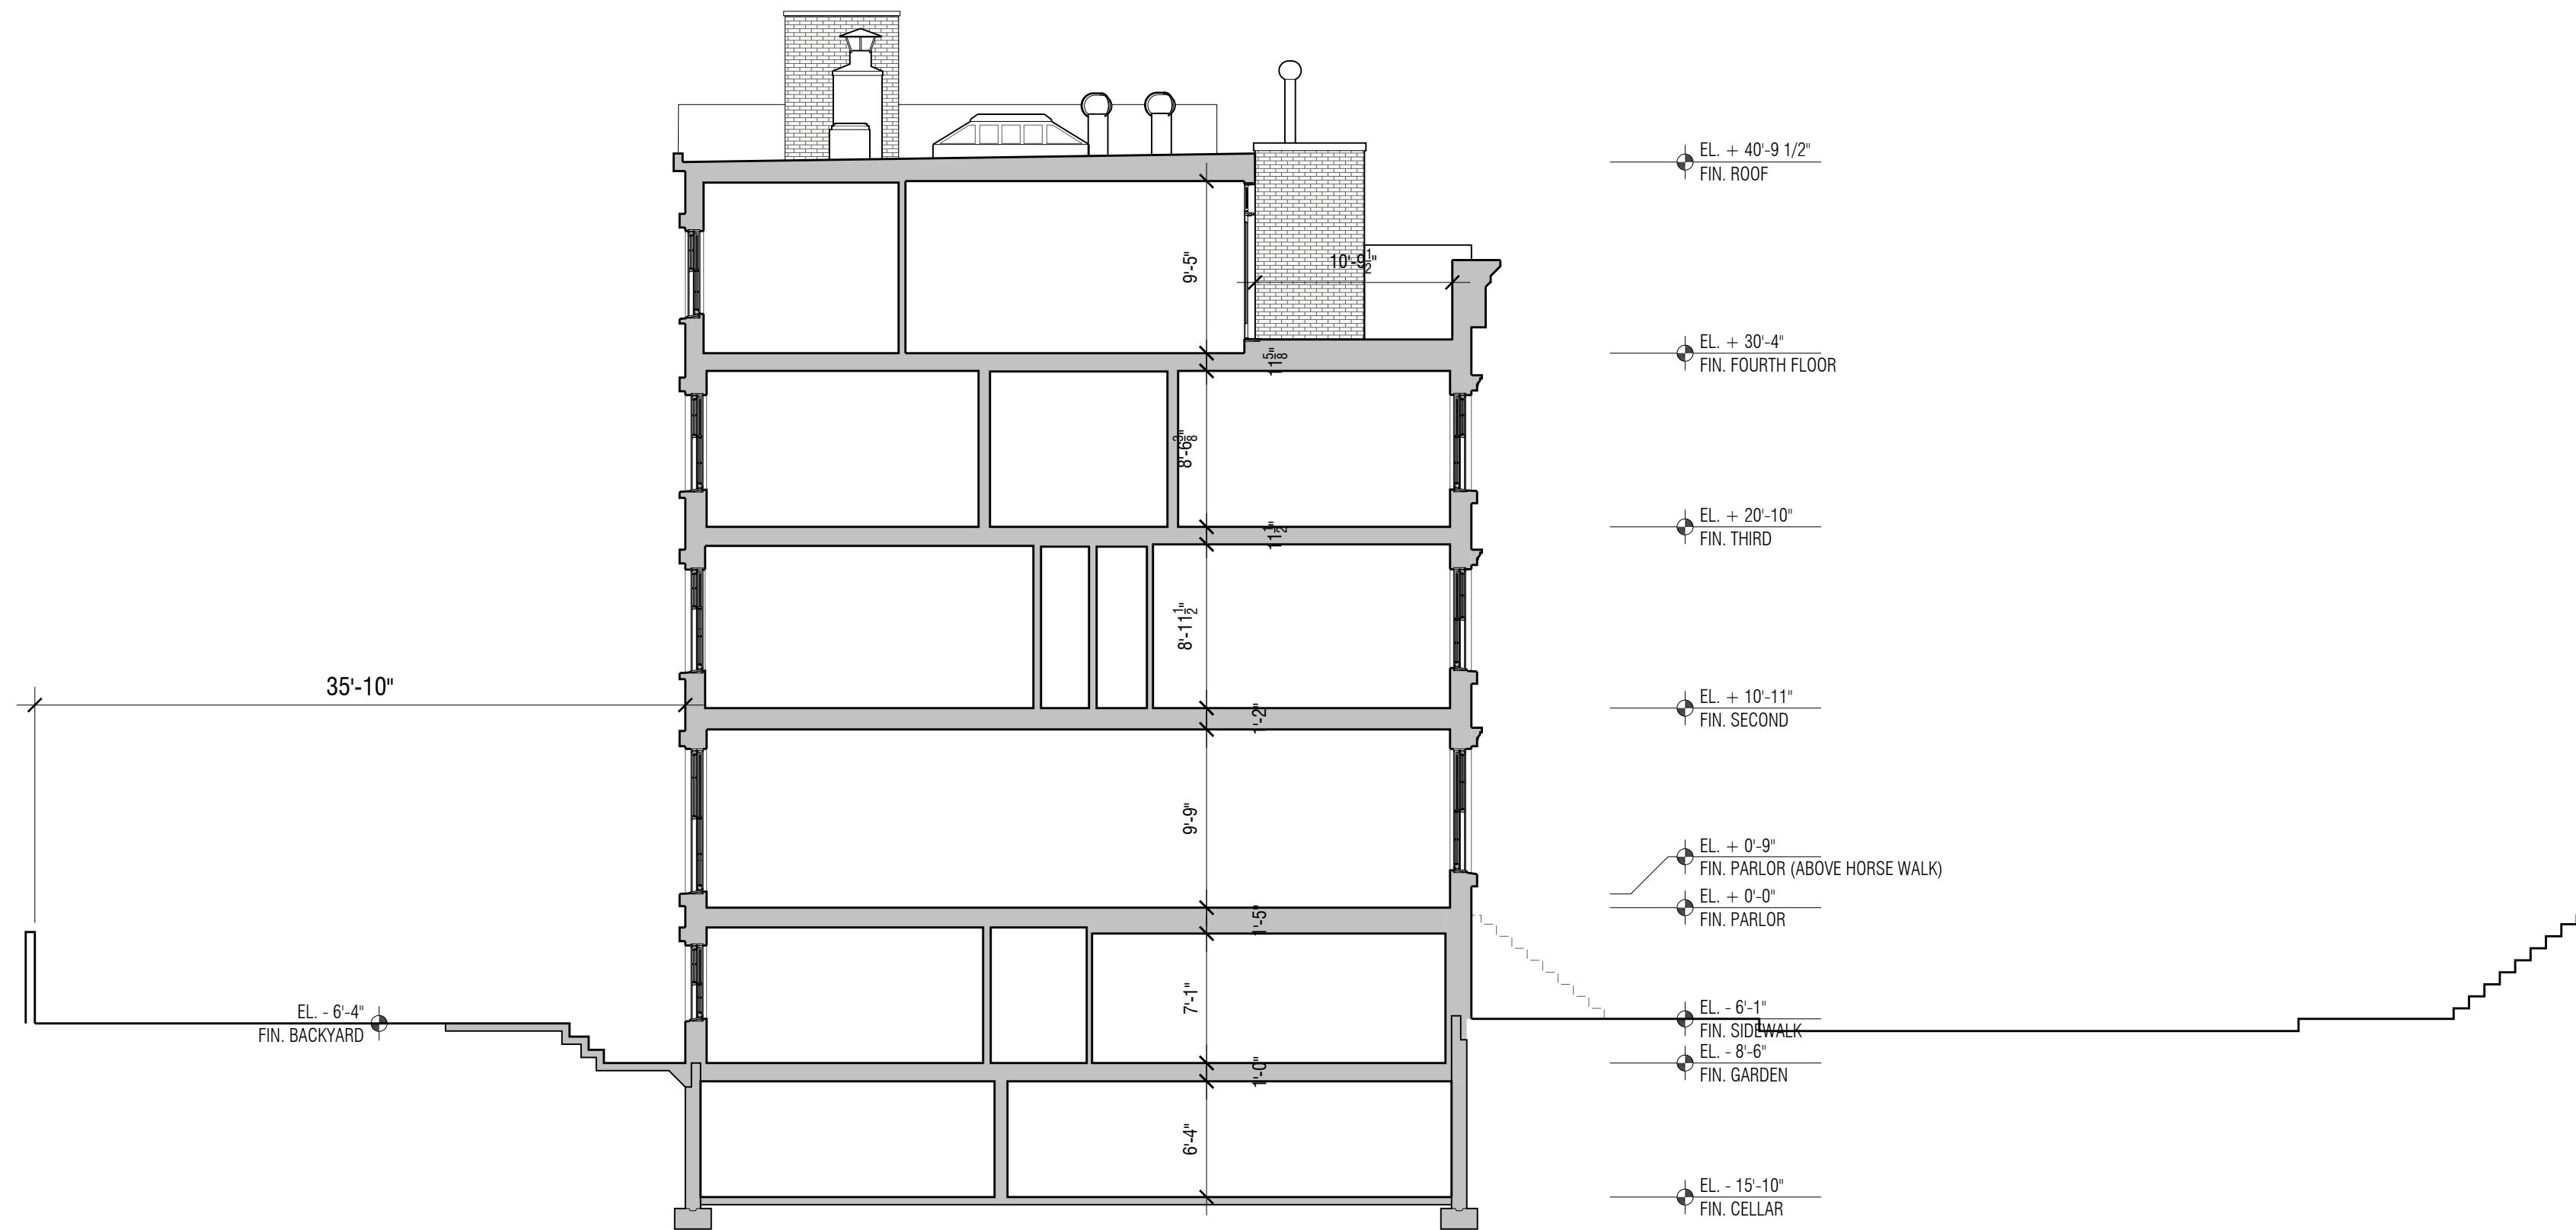 EL. + 40'-9 1/2"
FIN. ROOF
9'-5"
10'-9 1/2"
EL. + 30'-4"
FIN. FOURTH FLOOR
11 5/8"
8'-6 3/8"
EL. + 20'-10"
FIN. THIRD
11 1/2"
8'-11 1/2"
35'-10"
EL. + 10'-11"
FIN. SECOND
1'-2"
9'-9"
EL. + 0'-9"
FIN. PARLOR (ABOVE HORSE WALK)
EL. + 0'-0"
FIN. PARLOR
1'-5"
7'-1"
EL. - 6'-4"
FIN. BACKYARD
EL. - 6'-1"
FIN. SIDEWALK
EL. - 8'-6"
FIN. GARDEN
1'-0"
6'-4"
EL. - 15'-10"
FIN. CELLAR